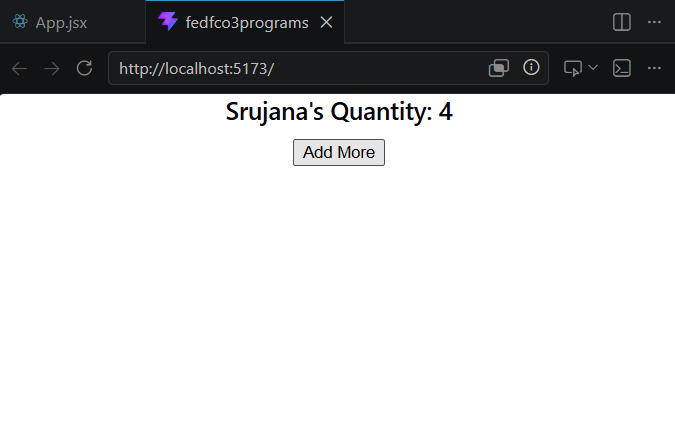 App.jsx
fedfco3programs
http://localhost:5173/
Srujana's Quantity: 4
Add More